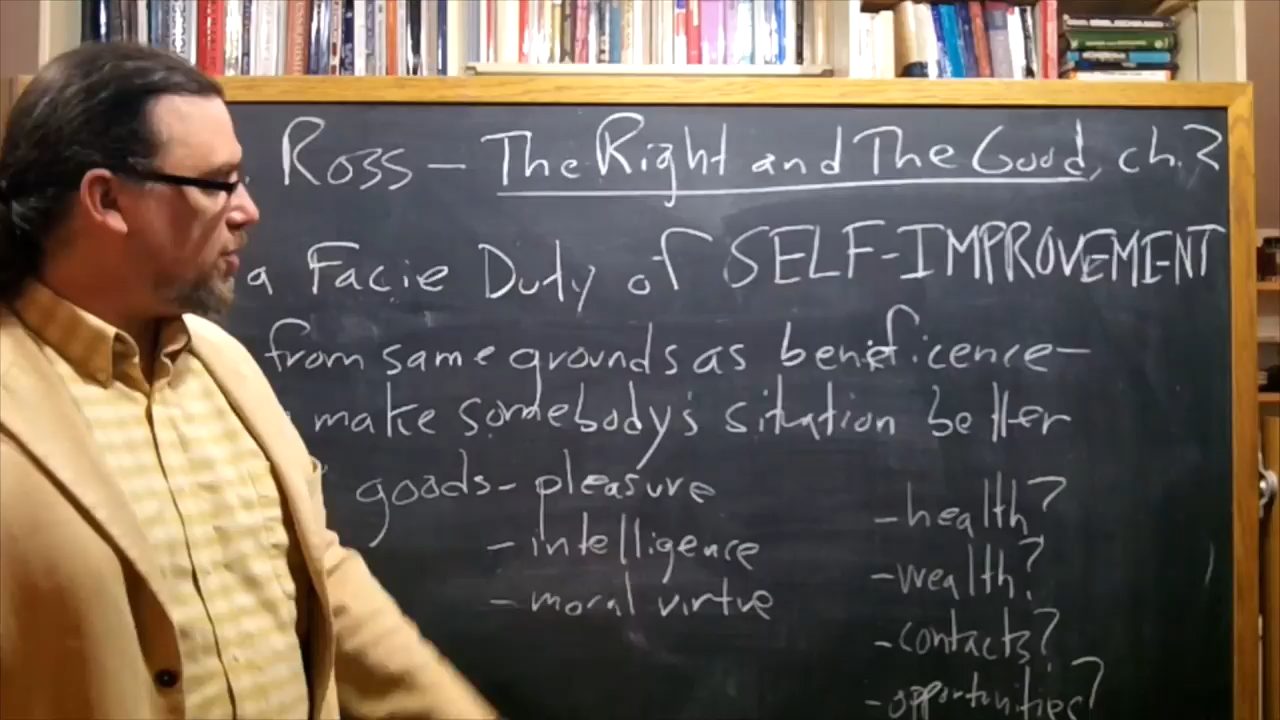 Ross – The Right and The Good, ch. 2
a Facie Duty of SELF-IMPROVEMENT
from same grounds as beneficence –
make somebody's situation better
goods - pleasure
- intelligence
- moral virtue
- health?
- wealth?
- contacts?
- opportunities?